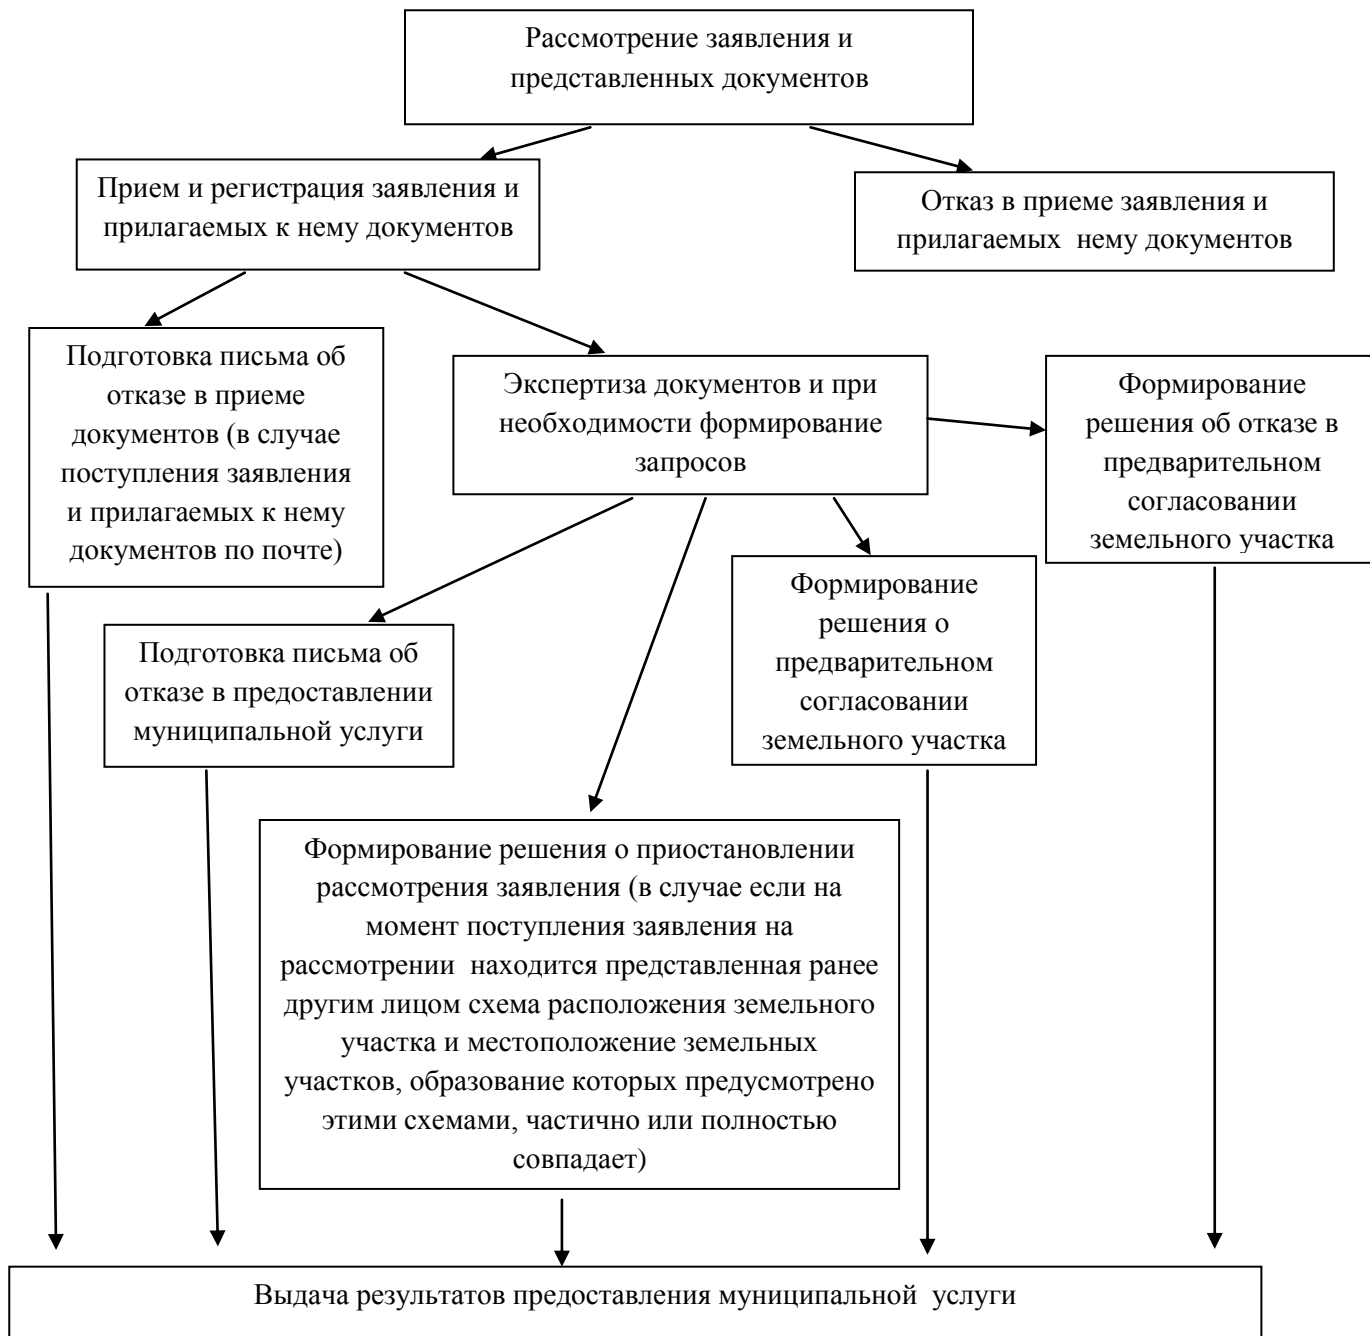 Рассмотрение заявления и
представленных документов
Прием и регистрация заявления и
прилагаемых к нему документов
Отказ в приеме заявления и
прилагаемых  нему документов
Подготовка письма об
отказе в приеме
документов (в случае
поступления заявления
и прилагаемых к нему
документов по почте)
Экспертиза документов и при
необходимости формирование
запросов
Формирование
решения об отказе в
предварительном
согласовании
земельного участка
Подготовка письма об
отказе в предоставлении
муниципальной услуги
Формирование
решения о
предварительном
согласовании
земельного участка
Формирование решения о приостановлении
рассмотрения заявления (в случае если на
момент поступления заявления на
рассмотрении  находится представленная ранее
другим лицом схема расположения земельного
участка и местоположение земельных
участков, образование которых предусмотрено
этими схемами, частично или полностью
совпадает)
Выдача результатов предоставления муниципальной  услуги